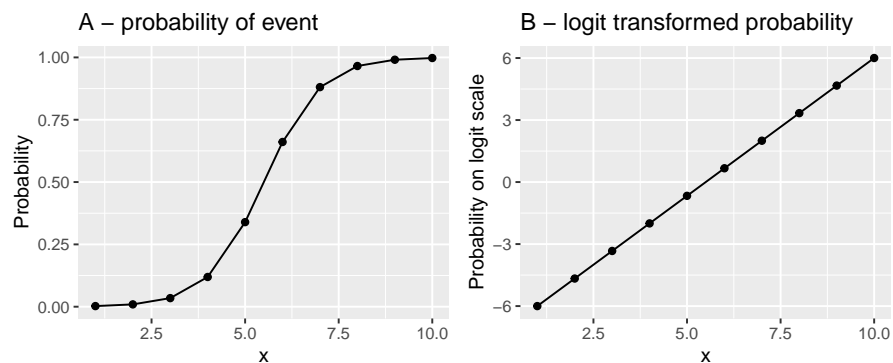 A – probability of event
1.00
0.75
0.50
0.25
0.00
Probability
2.5 5.0 7.5 10.0
x
B – logit transformed probability
6
3
0
−3
−6
Probability on logit scale
2.5 5.0 7.5 10.0
x